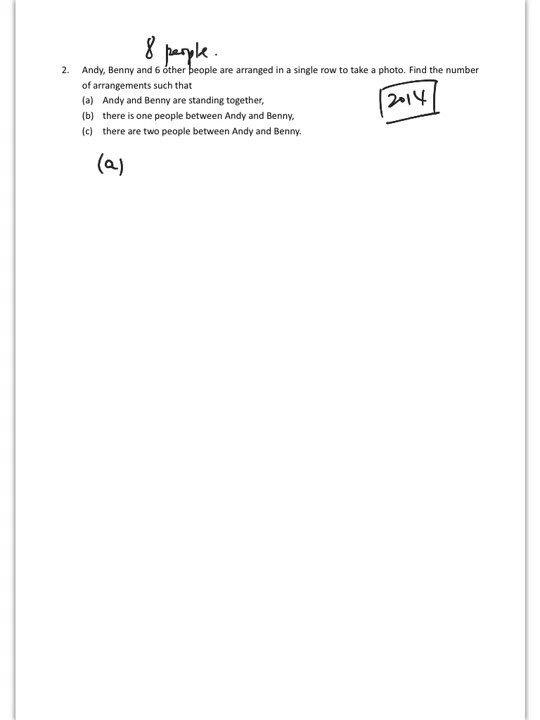 8 people.
2. Andy, Benny and 6 other people are arranged in a single row to take a photo. Find the number
of arrangements such that
(a) Andy and Benny are standing together,
2014
(b) there is one people between Andy and Benny,
(c) there are two people between Andy and Benny.
(a)